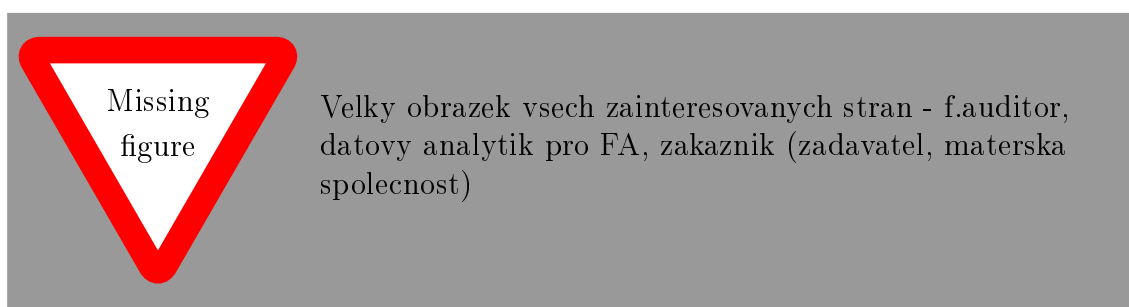 Missing
figure
Velky obrazek vsech zainteresovanych stran - f.auditor,
datovy analytik pro FA, zakaznik (zadavatel, materska
spolecnost)